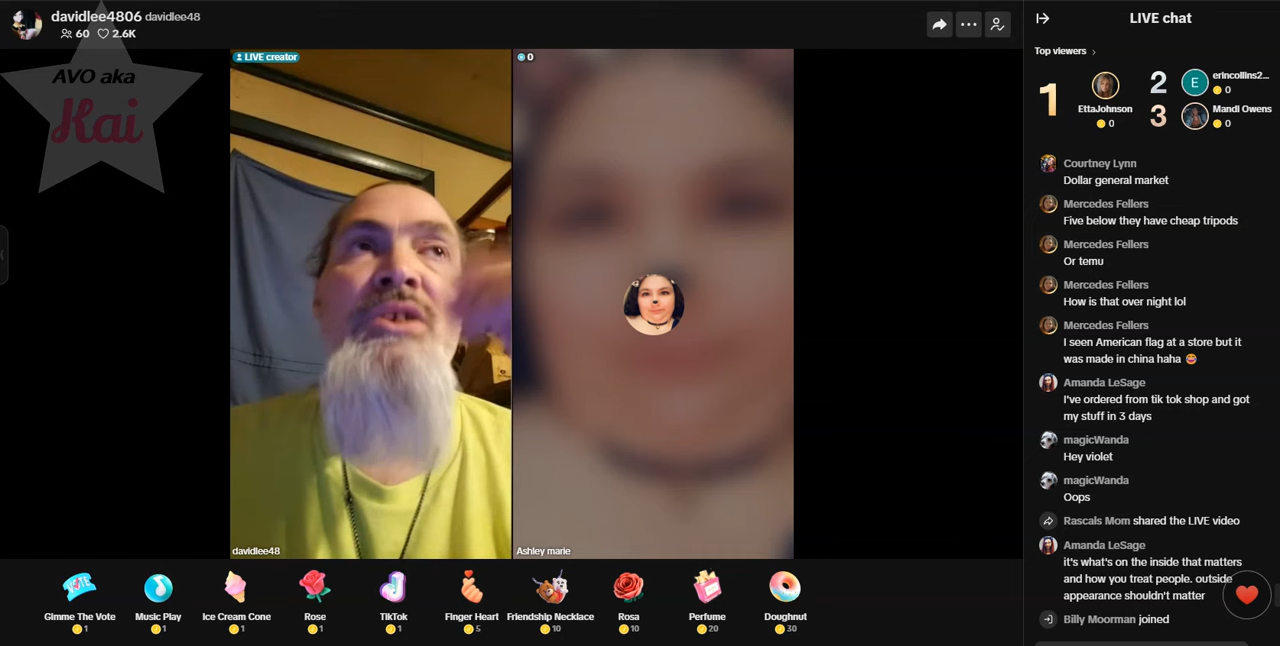 davidlee4806 davidlee48
60 2.6K
AVO aka
Kai
LIVE creator
0
davidlee48
Ashley marie
Gimme The Vote
1
Music Play
1
Ice Cream Cone
1
Rose
1
TikTok
1
Finger Heart
5
Friendship Necklace
10
Rosa
10
Perfume
20
Doughnut
30
LIVE chat
Top viewers
1
EttaJohnson
0
2
E
erincollins2...
0
3
Mandi Owens
0
Courtney Lynn
Dollar general market
Mercedes Fellers
Five below they have cheap tripods
Mercedes Fellers
Or temu
Mercedes Fellers
How is that over night lol
Mercedes Fellers
I seen American flag at a store but it
was made in china haha 🤣
Amanda LeSage
I've ordered from tik tok shop and got
my stuff in 3 days
magicWanda
Hey violet
magicWanda
Oops
Rascals Mom shared the LIVE video
Amanda LeSage
it's what's on the inside that matters
and how you treat people. outside
appearance shouldn't matter
Billy Moorman joined